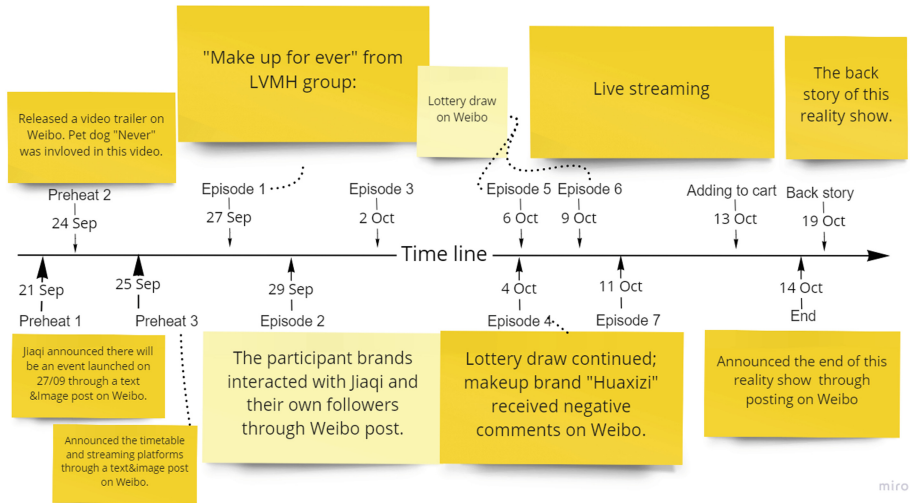 "Make up for ever" from
LVMH group:
Released a video trailer on
Weibo. Pet dog "Never"
was invloved in this video.
Lottery draw
on Weibo
Live streaming
The back
story of this
reality show.
Preheat 2
24 Sep
Episode 1
27 Sep
Episode 3
2 Oct
Episode 5
6 Oct
Episode 6
9 Oct
Adding to cart
13 Oct
Back story
19 Oct
Time line
21 Sep
Preheat 1
25 Sep
Preheat 3
29 Sep
Episode 2
4 Oct
Episode 4
11 Oct
Episode 7
14 Oct
End
Jiaqi announced there will
be an event launched on
27/09 through a text
&Image post on Weibo.
Announced the timetable
and streaming platforms
through a text&image post
on Weibo.
The participant brands
interacted with Jiaqi and
their own followers
through Weibo post.
Lottery draw continued;
makeup brand "Huaxizi"
received negative
comments on Weibo.
Announced the end of this
reality show through
posting on Weibo
miro